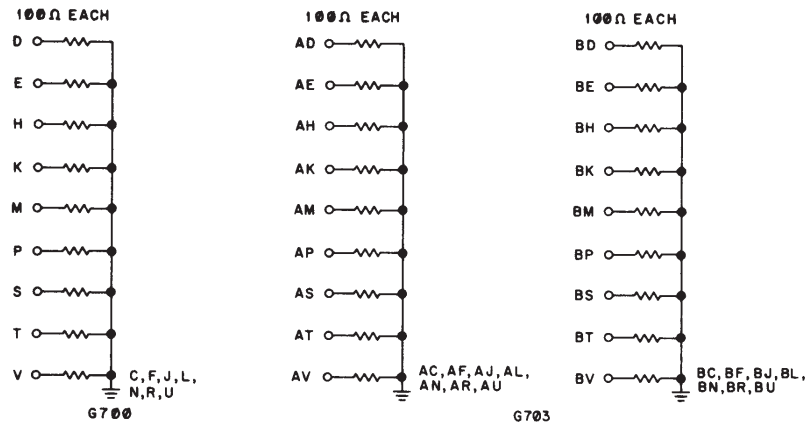 100Ω EACH
D
E
H
K
M
P
S
T
V
C,F,J,L,
N,R,U
G700
100Ω EACH
AD
AE
AH
AK
AM
AP
AS
AT
AV
AC,AF,AJ,AL,
AN,AR,AU
100Ω EACH
BD
BE
BH
BK
BM
BP
BS
BT
BV
BC,BF,BJ,BL,
BN,BR,BU
G703